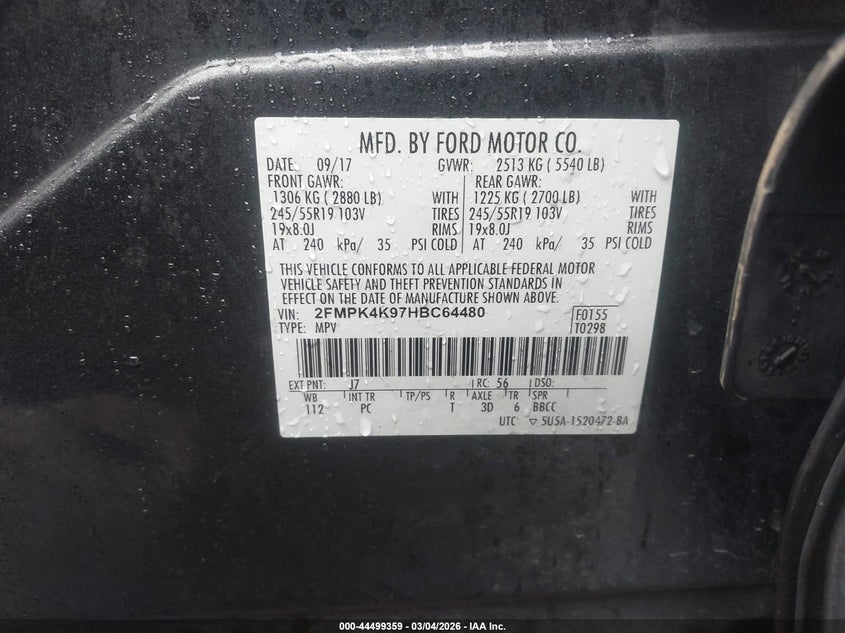 MFD. BY FORD MOTOR CO.
DATE: 09/17 GVWR: 2513 KG ( 5540 LB)
FRONT GAWR: REAR GAWR:
1306 KG ( 2880 LB) WITH 1225 KG ( 2700 LB) WITH
245/55R19 103V TIRES 245/55R19 103V TIRES
19x8.0J RIMS 19x8.0J RIMS
AT 240 kPa/ 35 PSI COLD AT 240 kPa/ 35 PSI COLD
THIS VEHICLE CONFORMS TO ALL APPLICABLE FEDERAL MOTOR
VEHICLE SAFETY AND THEFT PREVENTION STANDARDS IN
EFFECT ON THE DATE OF MANUFACTURE SHOWN ABOVE.
VIN: 2FMPK4K97HBC64480 F0155
TYPE: MPV T0298
EXT PNT: J7 RC: 56 DSO:
WB INT TR TP/PS R AXLE TR SPR
112 PC T 3D 6 BBCC
UTC ▽ 5U5A-1520472-BA
000-44499359 - 03/04/2026 - IAA Inc.